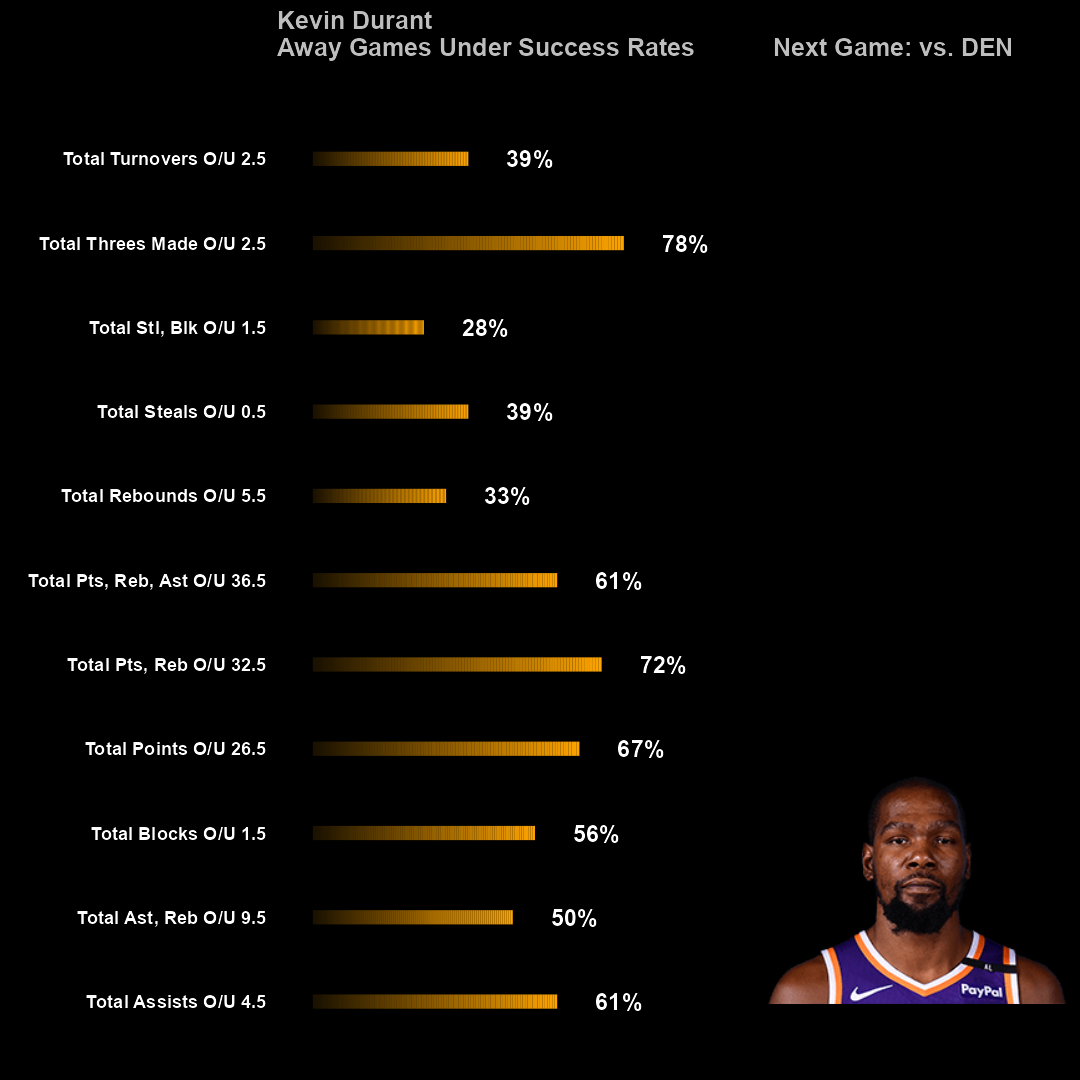 Kevin Durant
Away Games Under Success Rates
Next Game: vs. DEN
Total Turnovers O/U 2.5 39%
Total Threes Made O/U 2.5 78%
Total Stl, Blk O/U 1.5 28%
Total Steals O/U 0.5 39%
Total Rebounds O/U 5.5 33%
Total Pts, Reb, Ast O/U 36.5 61%
Total Pts, Reb O/U 32.5 72%
Total Points O/U 26.5 67%
Total Blocks O/U 1.5 56%
Total Ast, Reb O/U 9.5 50%
Total Assists O/U 4.5 61%
AL
PayPal